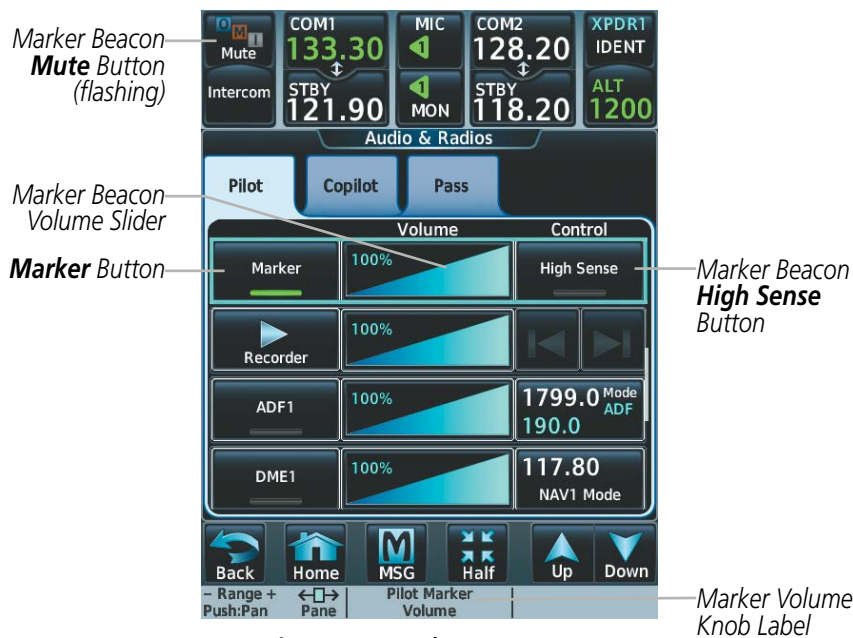 Marker Beacon
Mute Button
(flashing)
Marker Beacon
Volume Slider
Marker Button
O M I
Mute
Intercom
COM1
133.30
STBY
121.90
MIC
1
1
MON
COM2
128.20
STBY
118.20
XPDR1
IDENT
ALT
1200
Audio & Radios
Pilot
Copilot
Pass
Volume
Control
Marker
100%
High Sense
Recorder
100%
ADF1
100%
1799.0 Mode
190.0 ADF
DME1
100%
117.80
NAV1 Mode
Back
Home
MSG
Half
Up
Down
– Range +
Push:Pan
Pane
Pilot Marker
Volume
Marker Beacon
High Sense
Button
Marker Volume
Knob Label